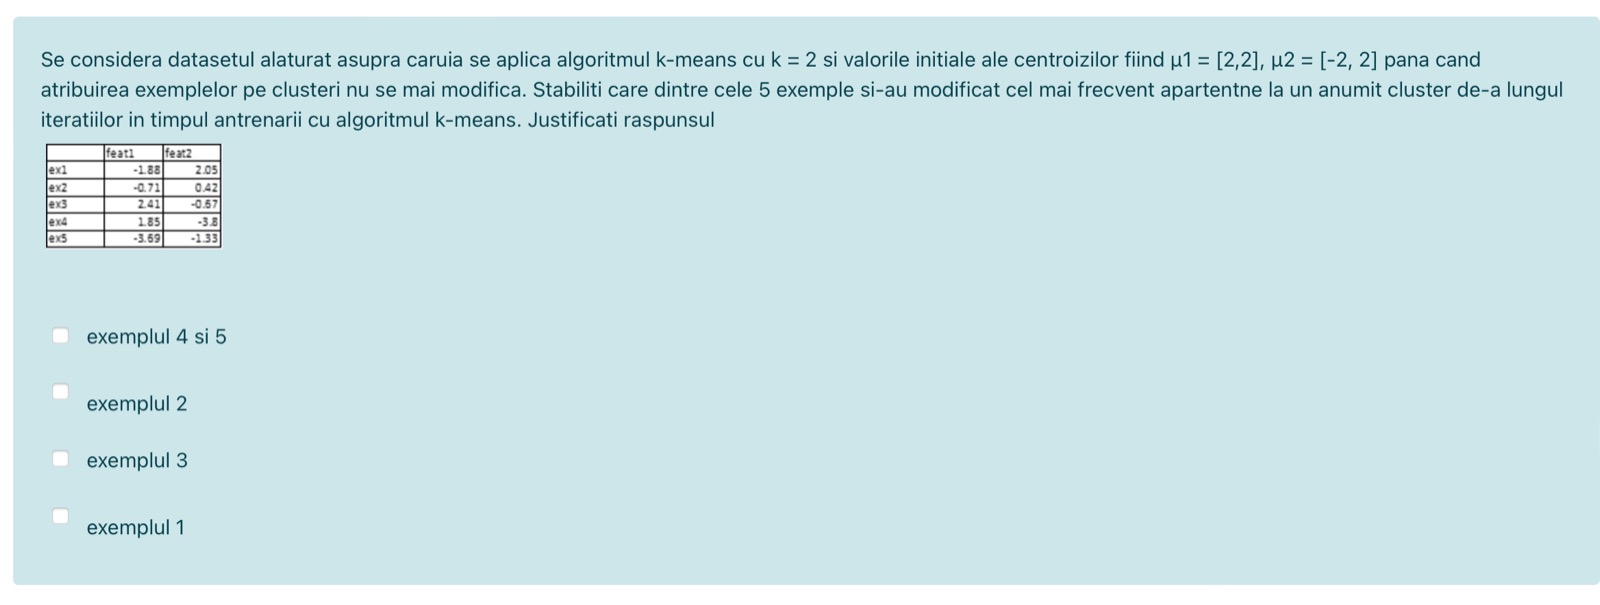 Se considera datasetul alaturat asupra caruia se aplica algoritmul k-means cu k = 2 si valorile initiale ale centroizilor fiind µ1 = [2,2], µ2 = [-2, 2] pana cand
atribuirea exemplelor pe clusteri nu se mai modifica. Stabiliti care dintre cele 5 exemple si-au modificat cel mai frecvent apartentne la un anumit cluster de-a lungul
iteratiilor in timpul antrenarii cu algoritmul k-means. Justificati raspunsul
feat1 feat2
ex1 -1.88 2.05
ex2 -0.71 0.42
ex3 2.41 -0.67
ex4 1.85 -3.8
ex5 -3.69 -1.33
exemplul 4 si 5
exemplul 2
exemplul 3
exemplul 1